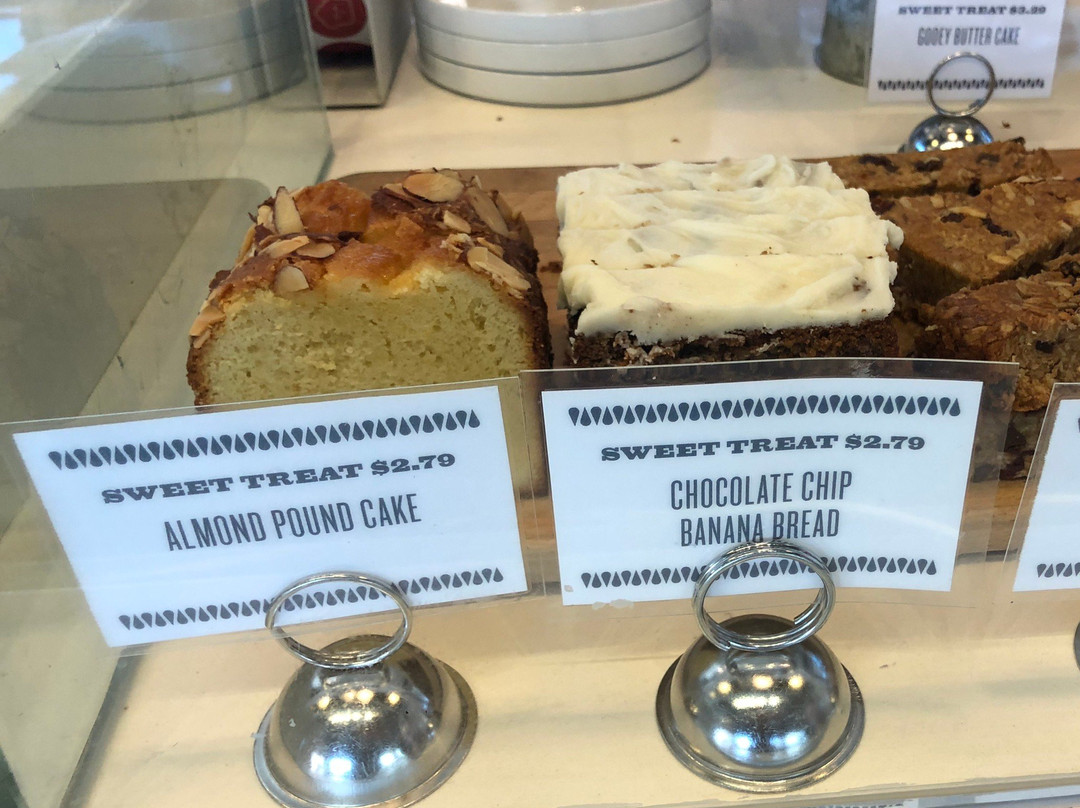 SWEET TREAT $3.29
GOOEY BUTTER CAKE
SWEET TREAT $2.79
ALMOND POUND CAKE
SWEET TREAT $2.79
CHOCOLATE CHIP
BANANA BREAD